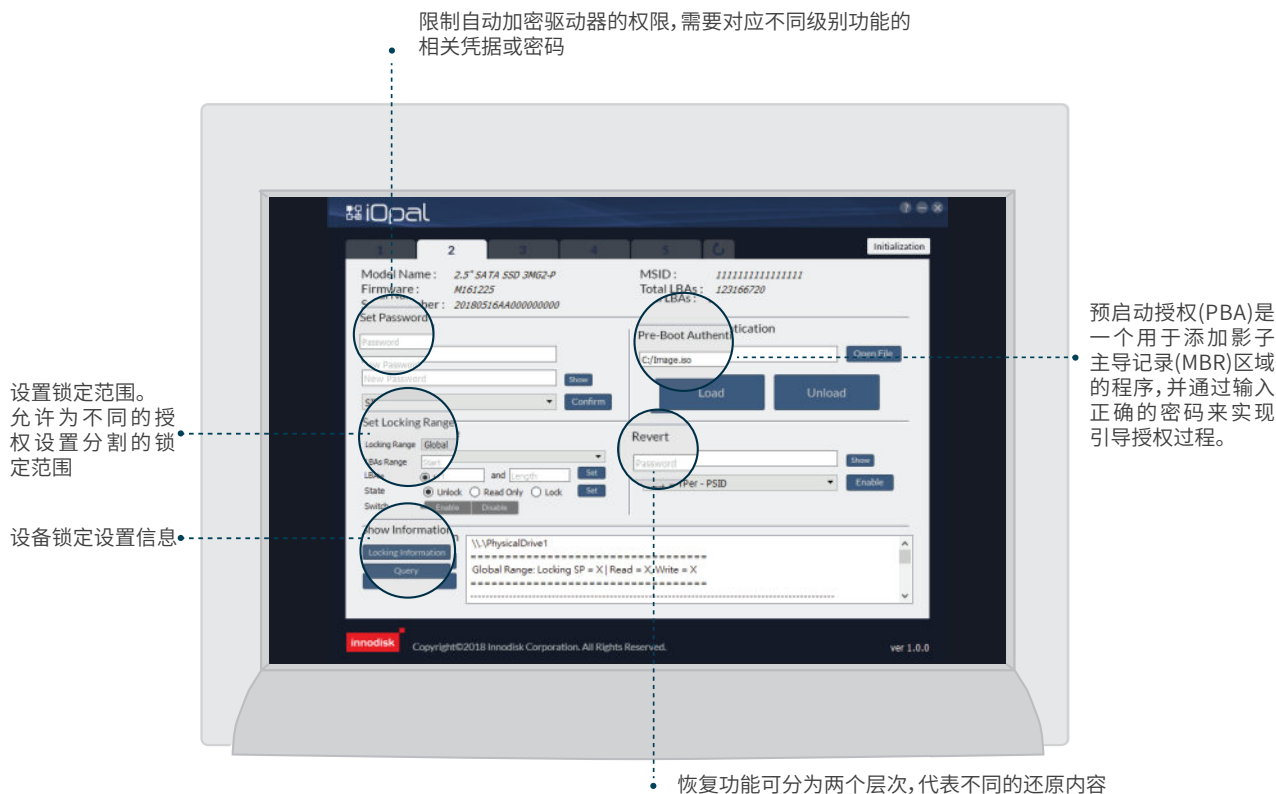 限制自动加密驱动器的权限，需要对应不同级别功能的
相关凭据或密码
iOpal
1 2 3 4 5
Initialization
Model Name : 2.5" SATA SSD 3MG2-P
MSID : 1111111111111111
Firmware : M161225
Total LBAs : 123166720
LBAs :
ber : 20180516AA000000000
Set Password
Password
New Password
Show
Confirm
Pre-Boot Authenti
tication
C:/Image.iso
Open File
Load
Unload
预启动授权(PBA)是
一个用于添加影子
主导记录(MBR)区域
的程序，并通过输入
正确的密码来实现
引导授权过程。
设置锁定范围。
允许为不同的授
权设置分割的锁
定范围
Set Locking Range
Locking Range Global
LBAs Range Start
and Length Set
State Unlock Read Only Lock Set
Switch Enable Disable
Revert
Password
Show
TPer - PSID
Enable
设备锁定设置信息
Show Information
Locking Information
Query
\\.\PhysicalDrive1
====================================
Global Range: Locking SP = X | Read = X, Write = X
====================================
innodisk
Copyright©2018 Innodisk Corporation. All Rights Reserved.
ver 1.0.0
恢复功能可分为两个层次，代表不同的还原内容